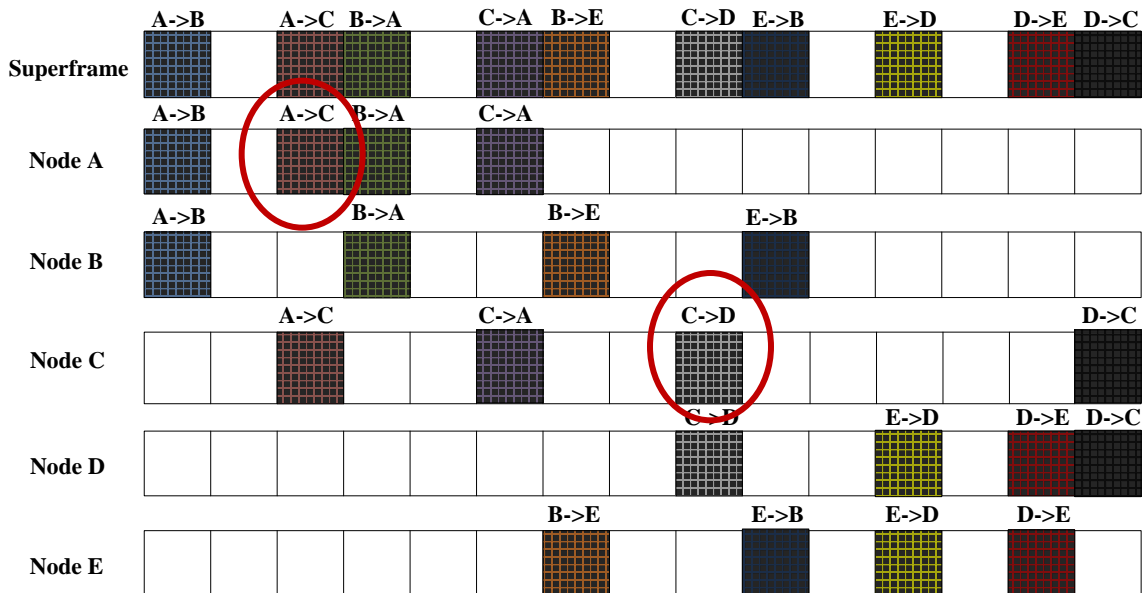 A->B A->C B->A C->A B->E C->D E->B E->D D->E D->C
Superframe
A->B A->C B->A C->A
Node A
A->B B->A B->E E->B
Node B
A->C C->A C->D D->C
Node C
C->D E->D D->E D->C
Node D
B->E E->B E->D D->E
Node E